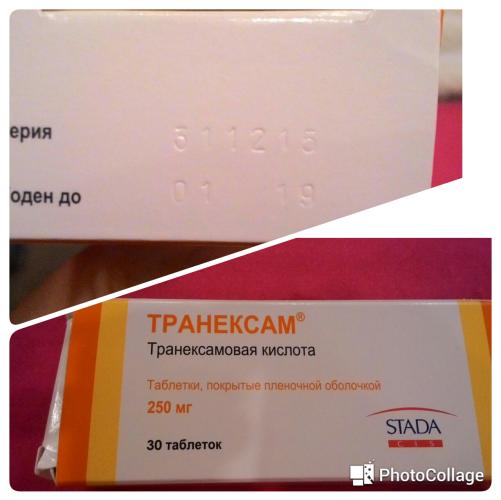 ерия 311215
оден до 01 19
ТРАНЕКСАМ®
Транексамовая кислота
Таблетки, покрытые пленочной оболочкой
250 мг
30 таблеток
STADA
CIS
PhotoCollage